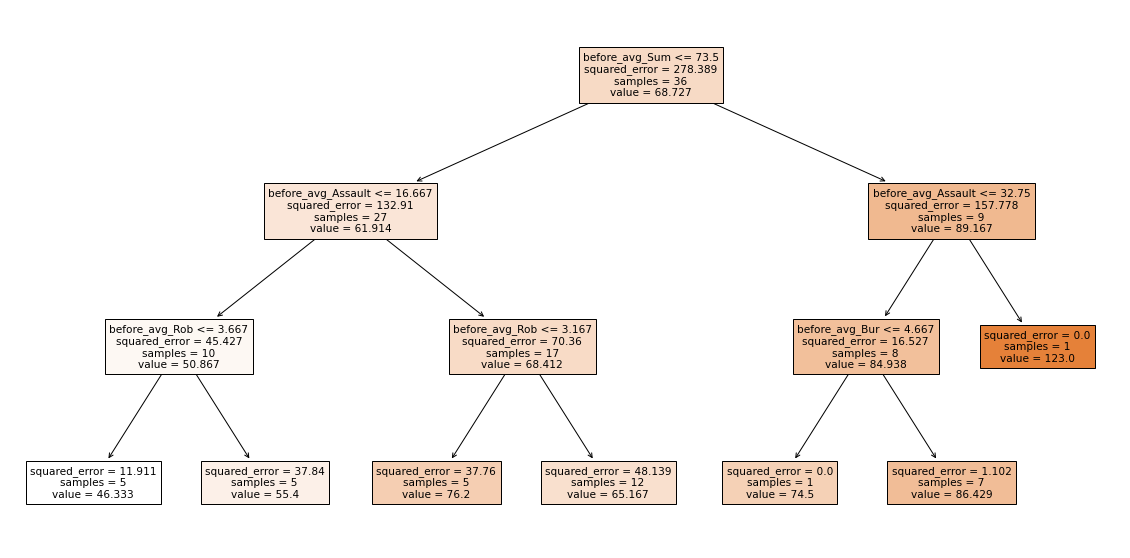 before_avg_Sum <= 73.5
squared_error = 278.389
samples = 36
value = 68.727
before_avg_Assault <= 16.667
squared_error = 132.91
samples = 27
value = 61.914
before_avg_Assault <= 32.75
squared_error = 157.778
samples = 9
value = 89.167
before_avg_Rob <= 3.667
squared_error = 45.427
samples = 10
value = 50.867
before_avg_Rob <= 3.167
squared_error = 70.36
samples = 17
value = 68.412
before_avg_Bur <= 4.667
squared_error = 16.527
samples = 8
value = 84.938
squared_error = 0.0
samples = 1
value = 123.0
squared_error = 11.911
samples = 5
value = 46.333
squared_error = 37.84
samples = 5
value = 55.4
squared_error = 37.76
samples = 5
value = 76.2
squared_error = 48.139
samples = 12
value = 65.167
squared_error = 0.0
samples = 1
value = 74.5
squared_error = 1.102
samples = 7
value = 86.429